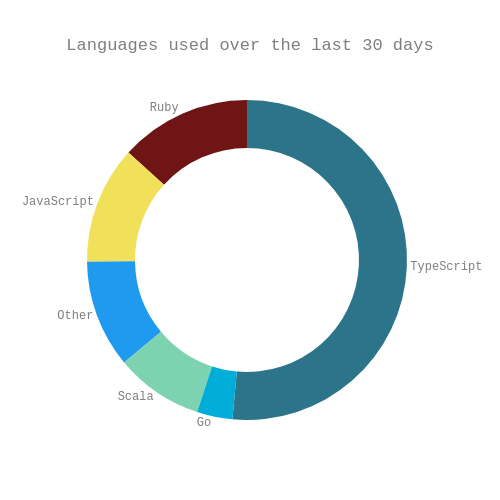 Languages used over the last 30 days
Ruby
JavaScript
TypeScript
Other
Scala
Go